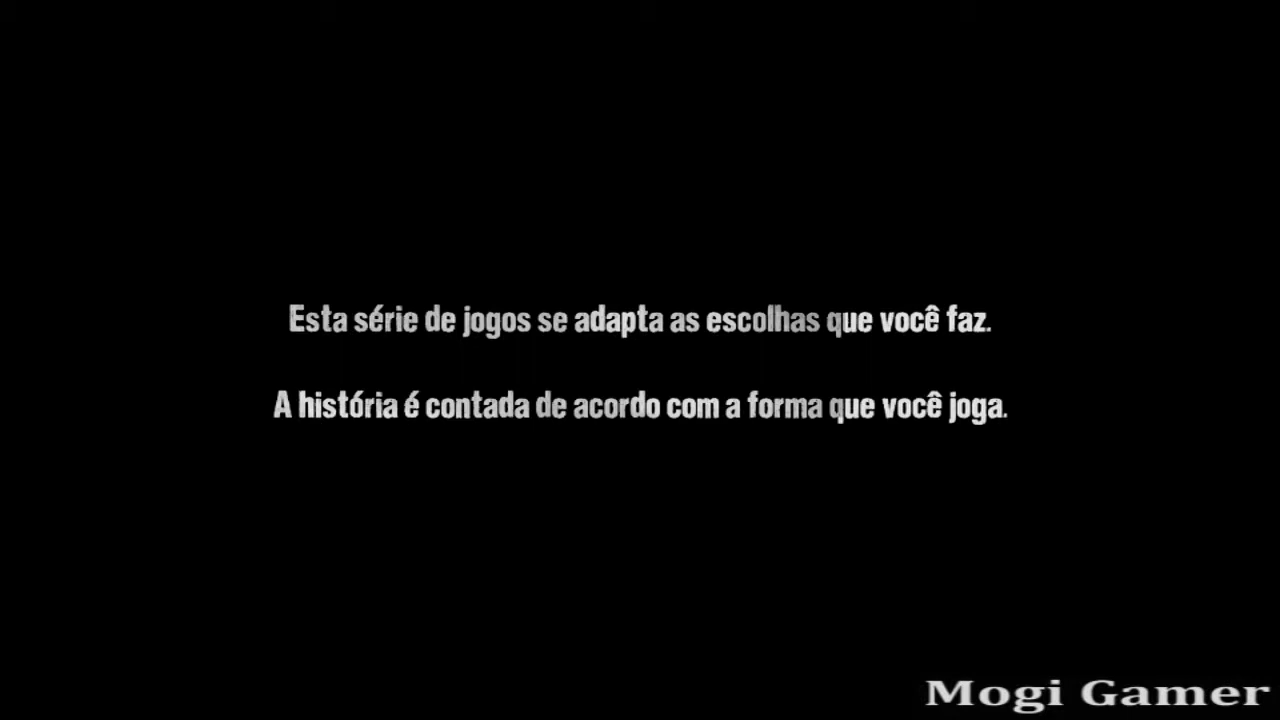 Esta série de jogos se adapta as escolhas que você faz.
A história é contada de acordo com a forma que você joga.
Mogi Gamer